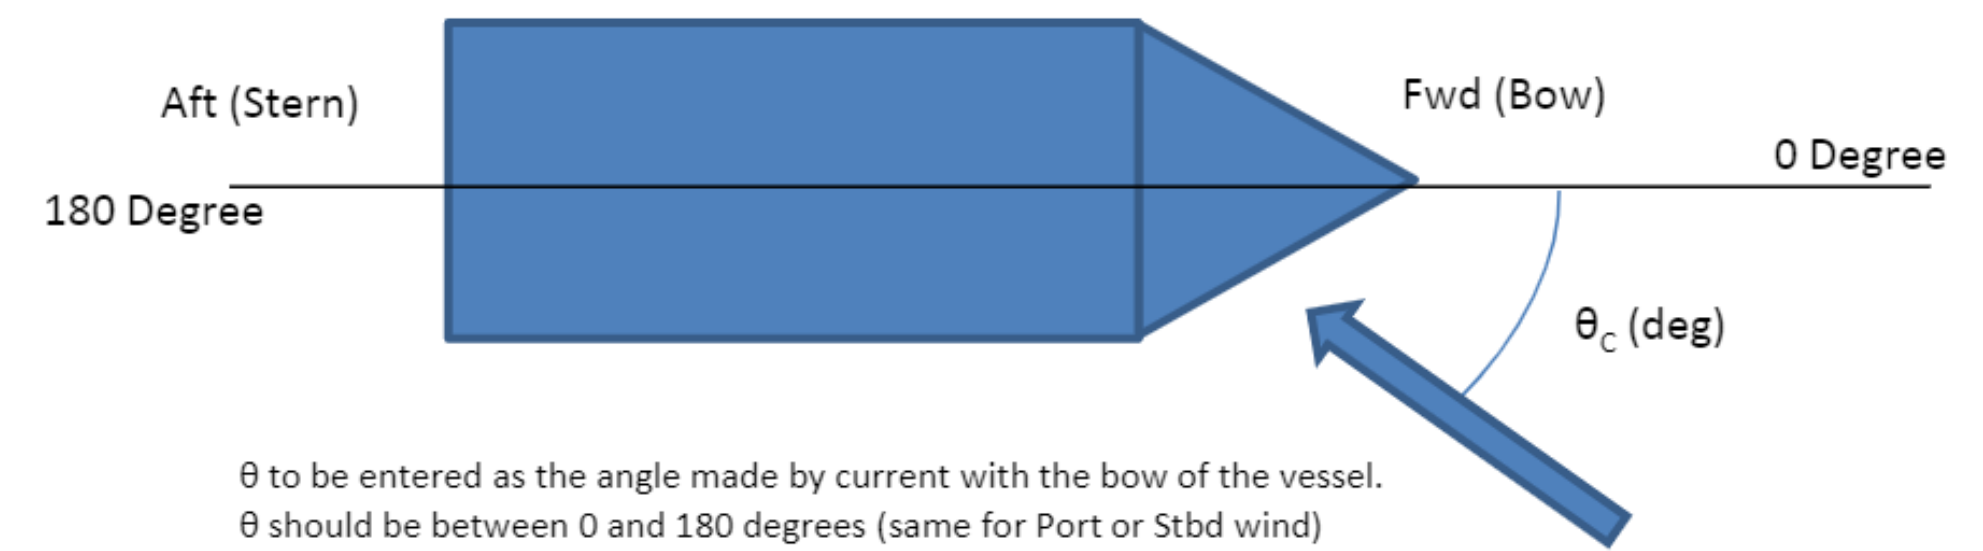 Aft (Stern)
Fwd (Bow)
0 Degree
180 Degree
θC (deg)
θ to be entered as the angle made by current with the bow of the vessel.
θ should be between 0 and 180 degrees (same for Port or Stbd wind)